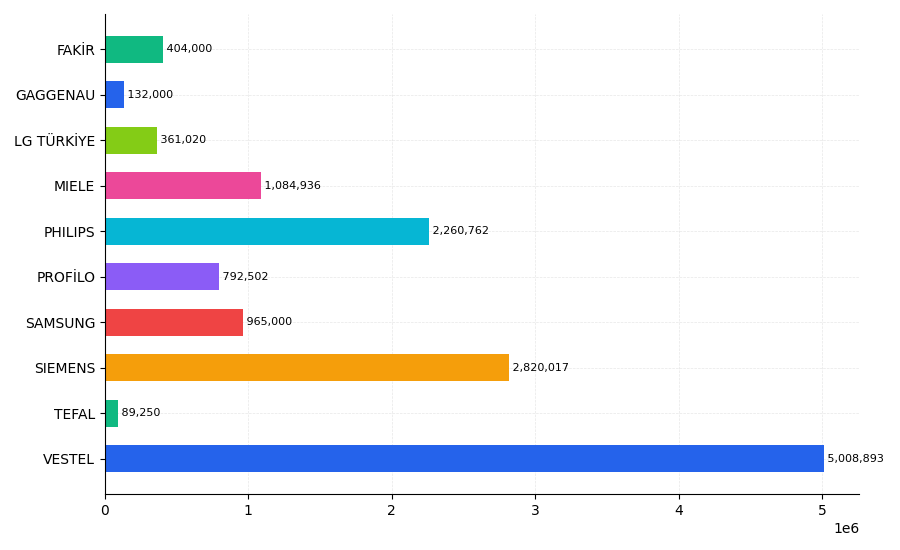 FAKİR 404,000
GAGGENAU 132,000
LG TÜRKİYE 361,020
MIELE 1,084,936
PHILIPS 2,260,762
PROFİLO 792,502
SAMSUNG 965,000
SIEMENS 2,820,017
TEFAL 89,250
VESTEL 5,008,893
0 1 2 3 4 5
1e6